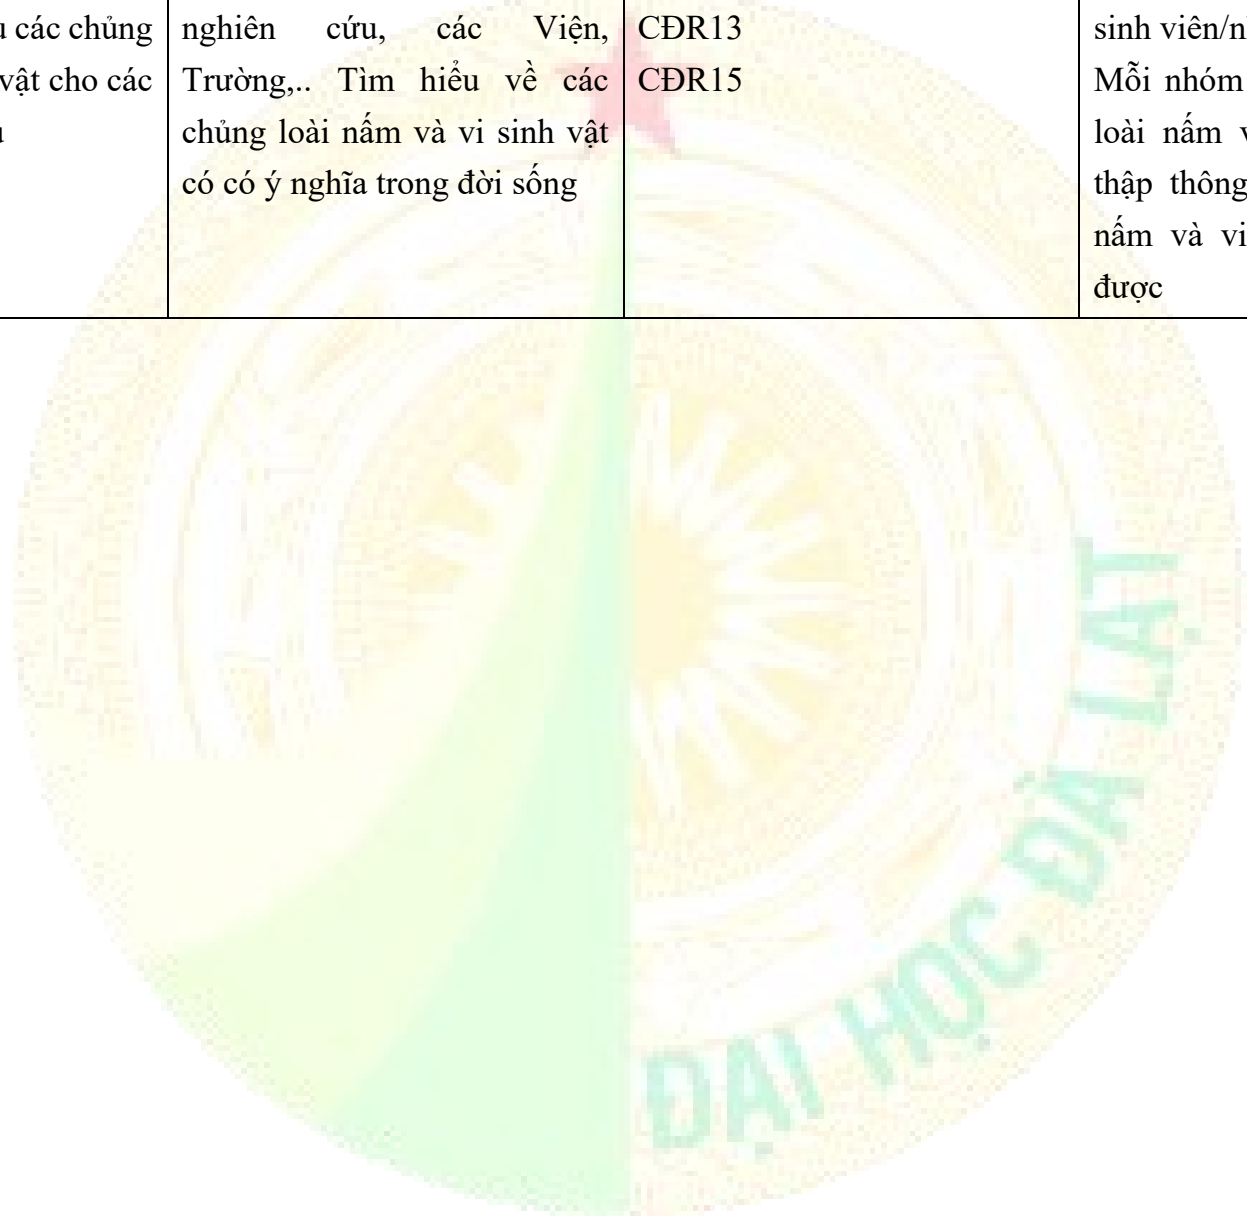 các chủng
vật cho các
nghiên cứu, các Viện,
Trường,.. Tìm hiểu về các
chủng loài nấm và vi sinh vật
có có ý nghĩa trong đời sống
CĐR13
CĐR15
sinh viên/n
Mỗi nhóm
loài nấm v
thập thông
nấm và vi
được
ĐẠI HỌC ĐÀ LẠT